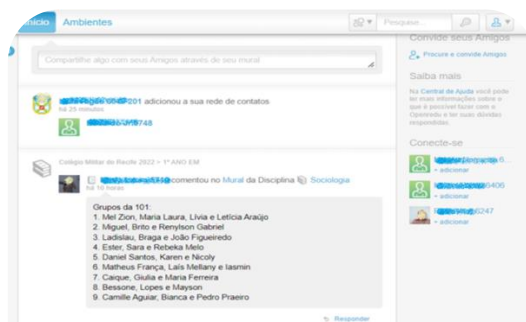 Início Ambientes
Pesquise...
Compartilhe algo com seus Amigos através de seu mural
201 adicionou a sua rede de contatos
há 25 minutos
8748
Colégio Militar do Recife 2022 • 1º ANO EM
comentou no Mural da Disciplina Sociologia
há 10 horas
Grupos da 101:
1. Mel Zion, Maria Laura, Lívia e Letícia Araújo
2. Miguel, Brito e Renylson Gabriel
3. Ladislau, Braga e João Figueiredo
4. Ester, Sara e Rebeka Melo
5. Daniel Santos, Karen e Nicoly
6. Matheus França, Laís Mellany e Iasmin
7. Caique, Giulia e Maria Ferreira
8. Bessone, Lopes e Mayson
9. Camille Aguiar, Bianca e Pedro Praeiro
Responder
Convide seus Amigos
Procure e convide Amigos
Saiba mais
Na Central de Ajuda você pode
ter mais informações sobre o
que é possível fazer com o
Openredu e ter suas dúvidas
respondidas.
Conecte-se
6...
+ adicionar
6406
+ adicionar
6247
+ adicionar